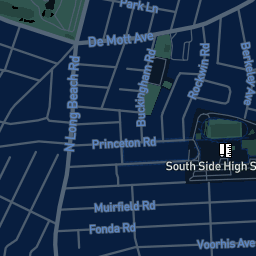 Park Ln
De Mott Ave
N Long Beach Rd
Buckingham Rd
Rockwin Rd
Berkeley Ave
Princeton Rd
South Side High S
Muirfield Rd
Fonda Rd
Voorhis Ave